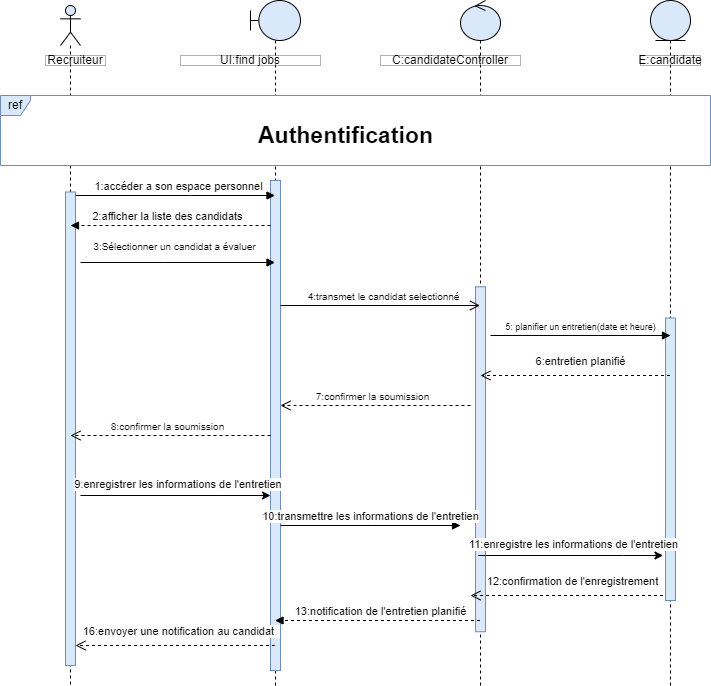 Recruiteur
UI:find jobs
C:candidateController
E:candidate
ref
Authentification
1:accéder a son espace personnel
2:afficher la liste des candidats
3:Sélectionner un candidat a évaluer
4:transmet le candidat selectionné
5: planifier un entretien(date et heure)
6:entretien planifié
7:confirmer la soumission
8:confirmer la soumission
9:enregistrer les informations de l'entretien
10:transmettre les informations de l'entretien
11:enregistre les informations de l'entretien
12:confirmation de l'enregistrement
13:notification de l'entretien planifié
16:envoyer une notification au candidat